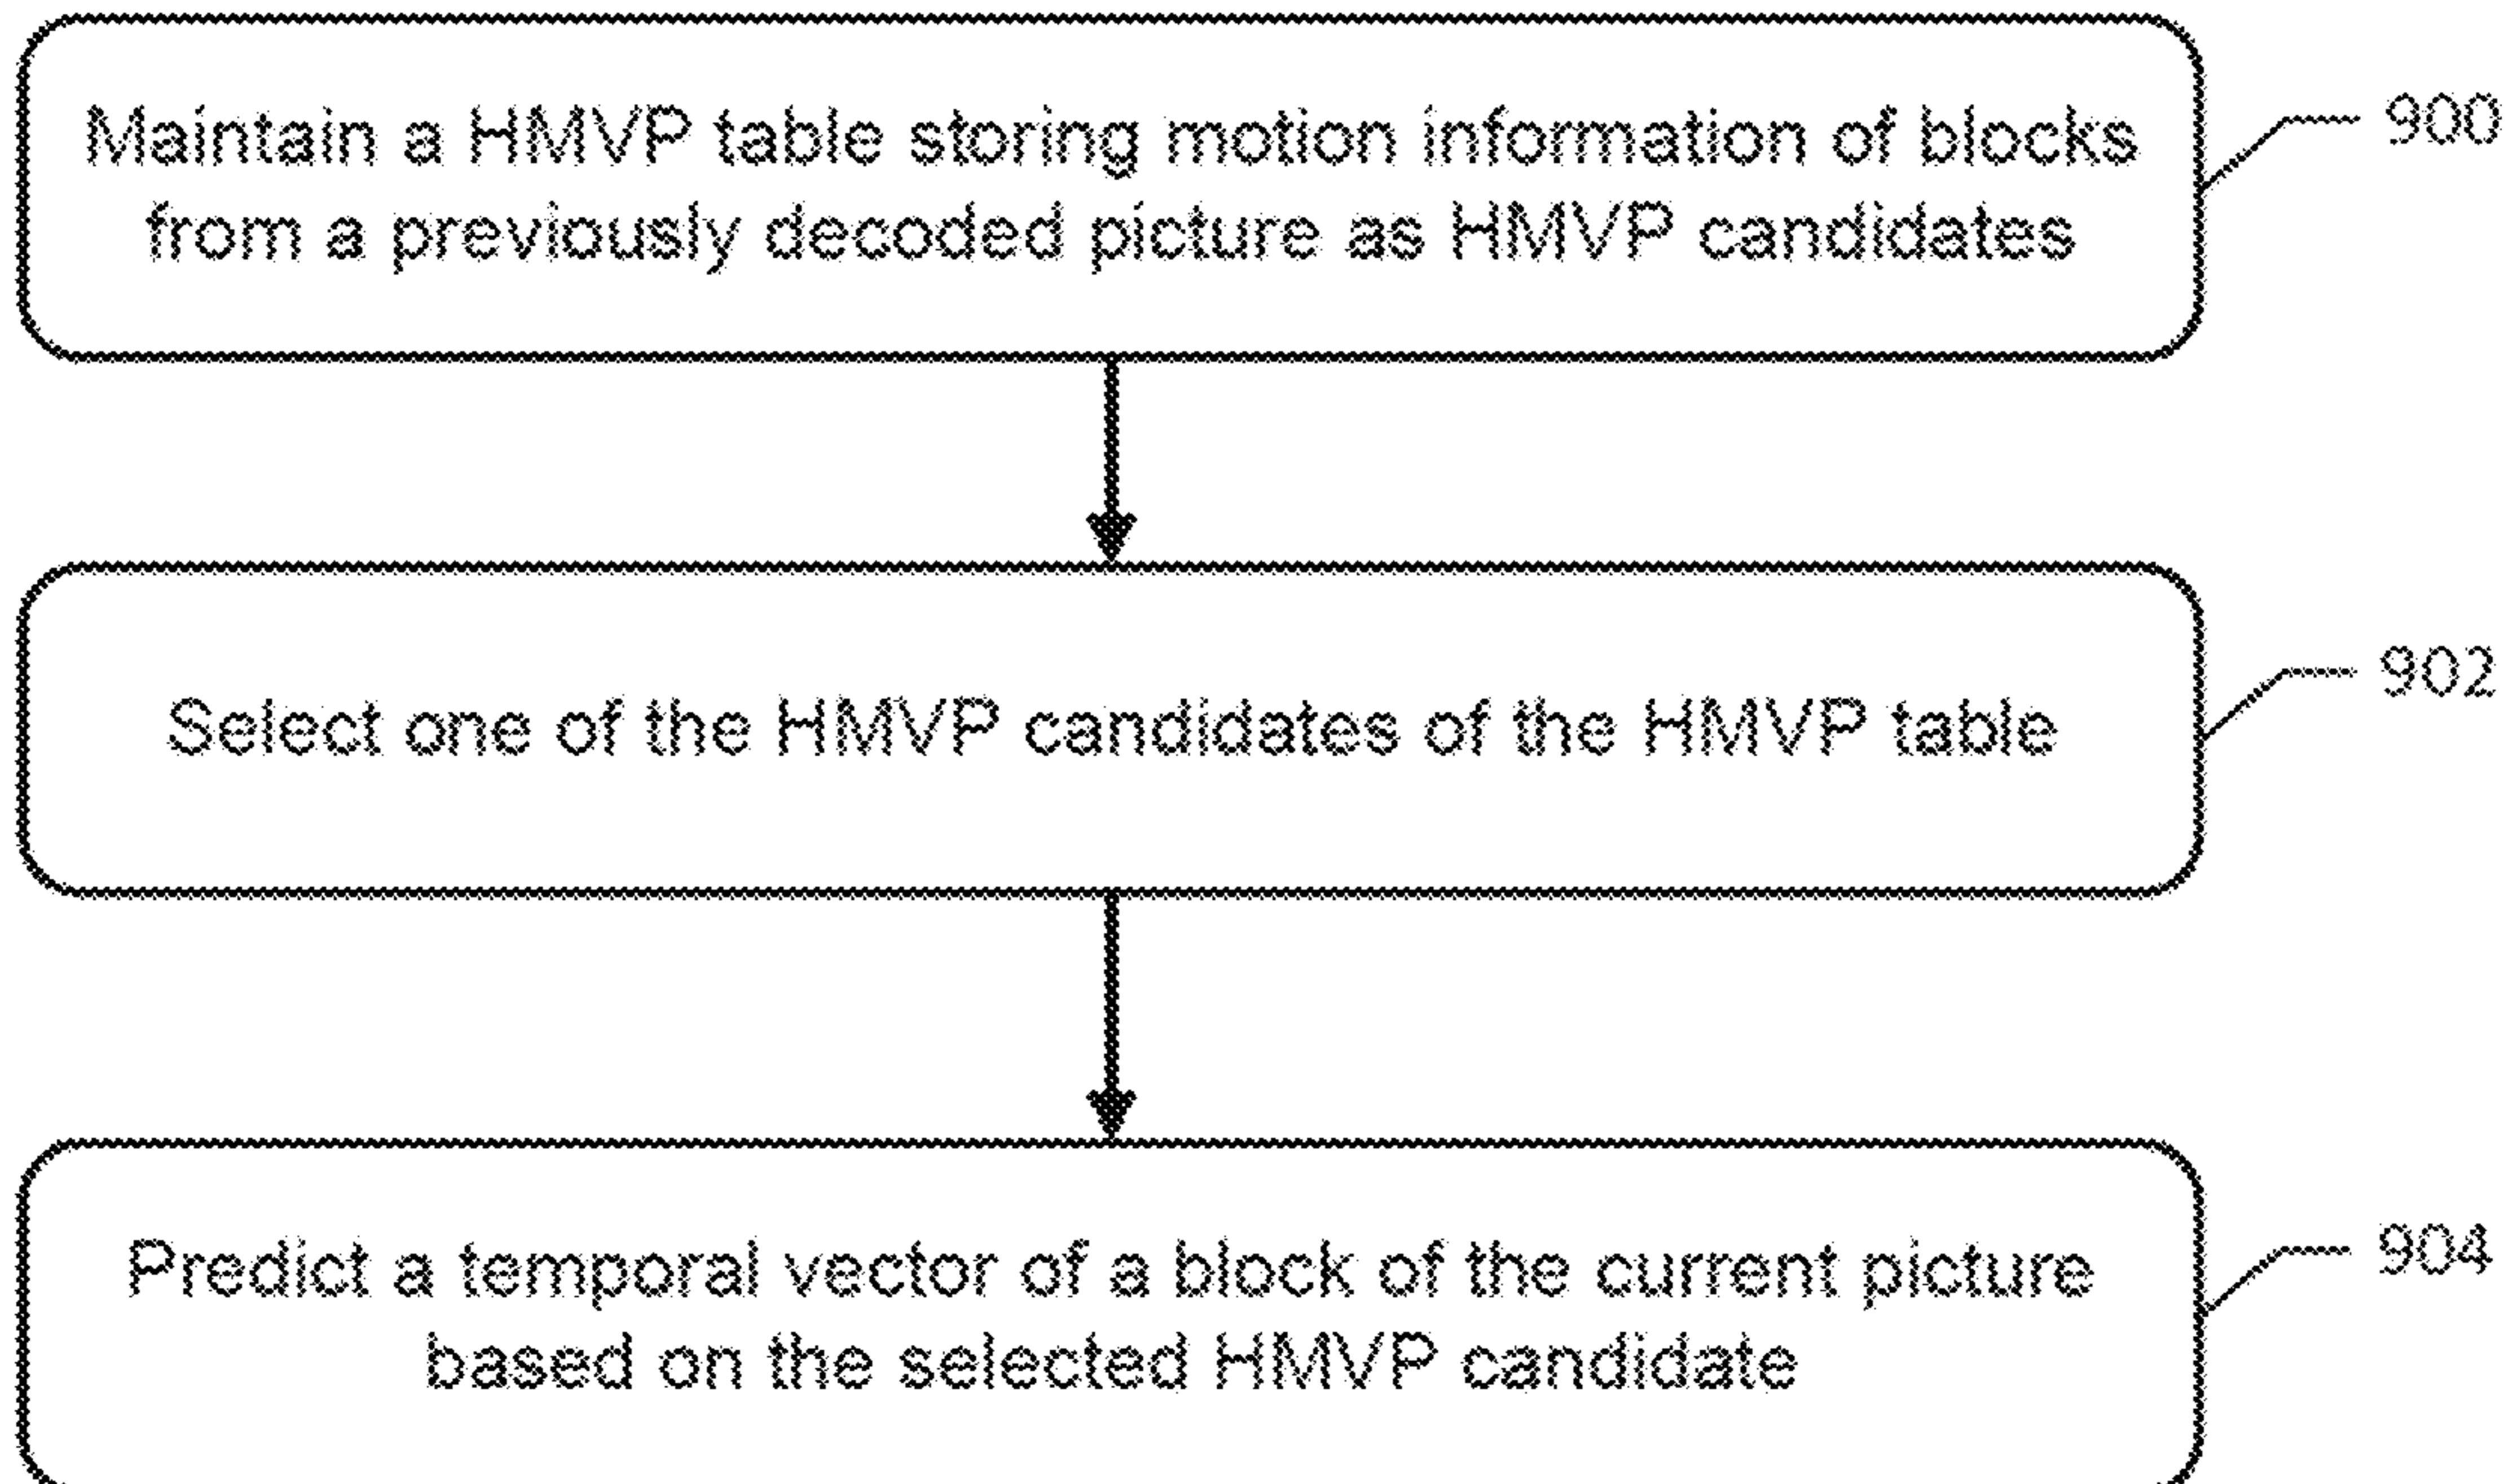 Maintain a HMVP table storing motion information of blocks
from a previously decoded picture as HMVP candidates
900
Select one of the HMVP candidates of the HMVP table
902
Predict a temporal vector of a block of the current picture
based on the selected HMVP candidate
904